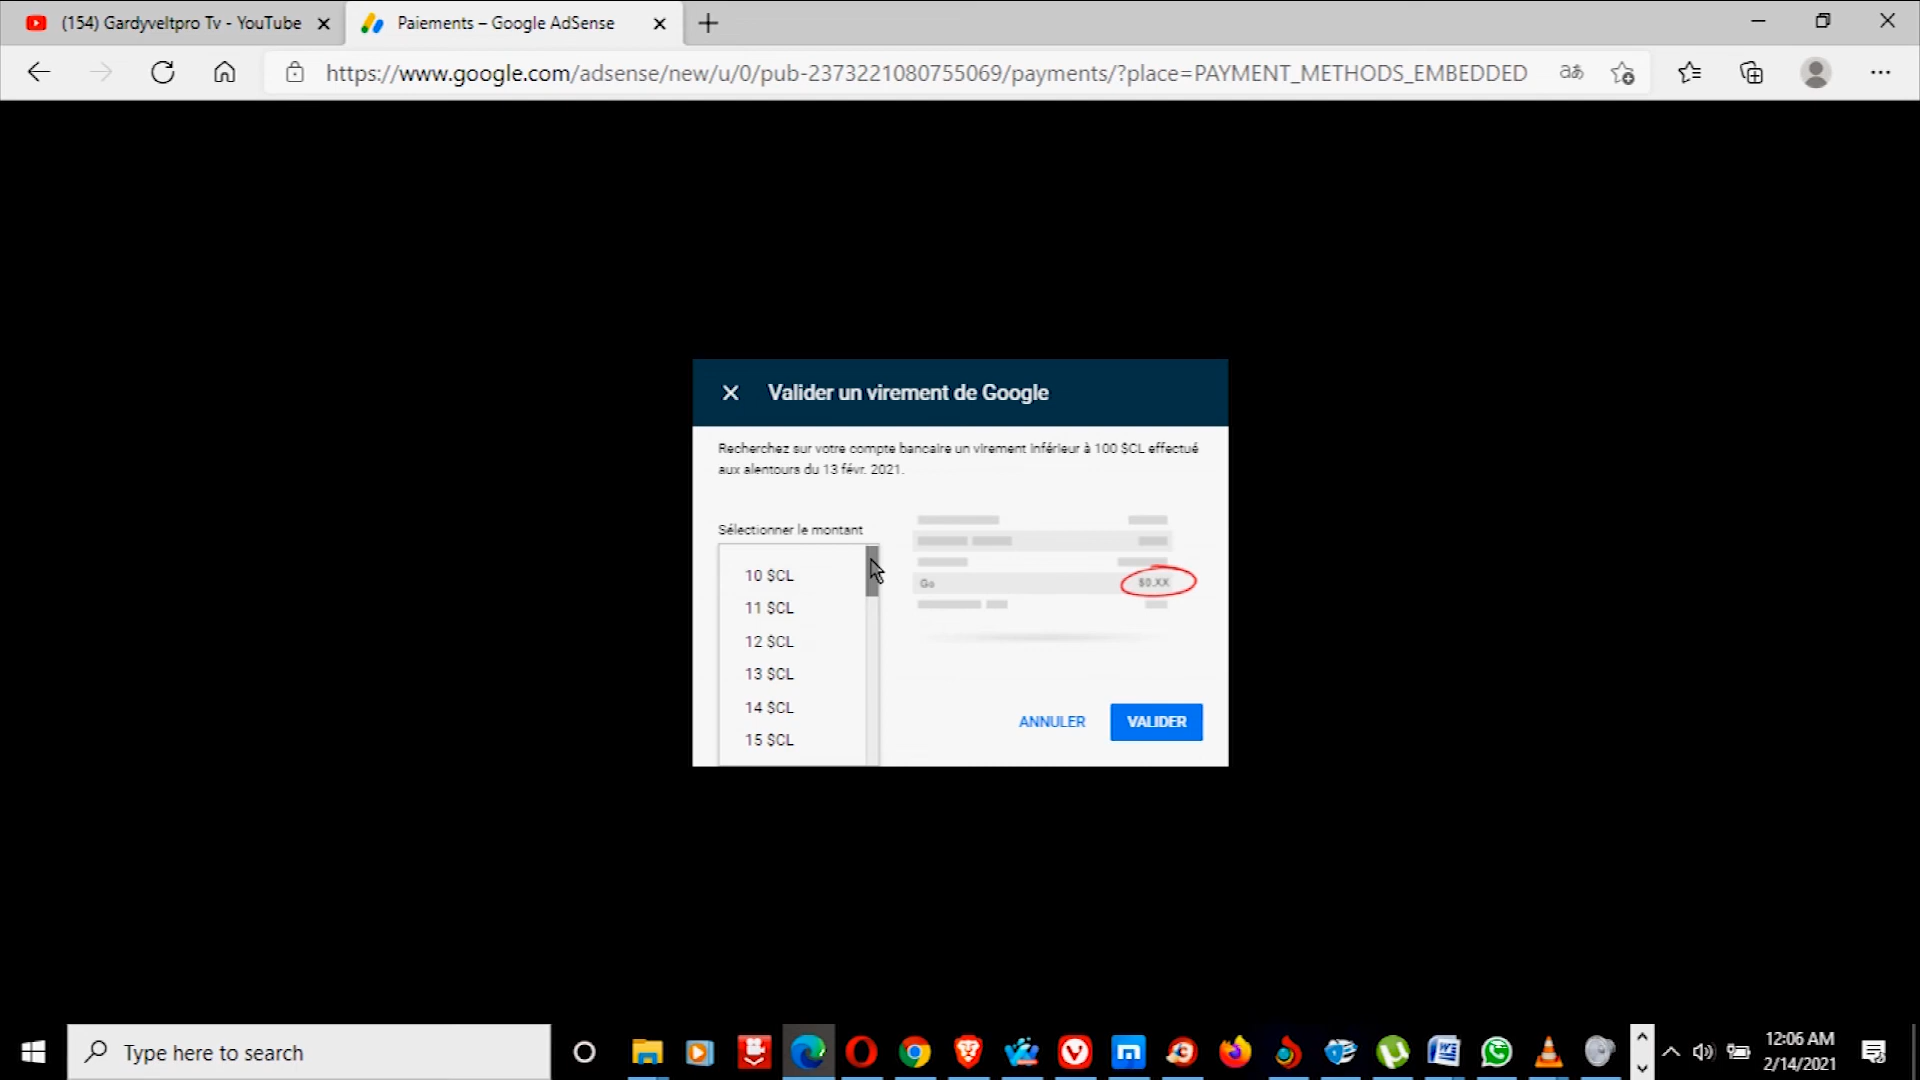 (154) Gardyveltpro Tv - YouTube
Paiements – Google AdSense
https://www.google.com/adsense/new/u/0/pub-2373221080755069/payments/?place=PAYMENT_METHODS_EMBEDDED
aあ
Valider un virement de Google
Recherchez sur votre compte bancaire un virement inférieur à 100 $CL effectué
aux alentours du 13 févr. 2021.
Sélectionner le montant
10 $CL
11 $CL
12 $CL
13 $CL
14 $CL
15 $CL
Go
$0.XX
ANNULER
VALIDER
Type here to search
12:06 AM
2/14/2021